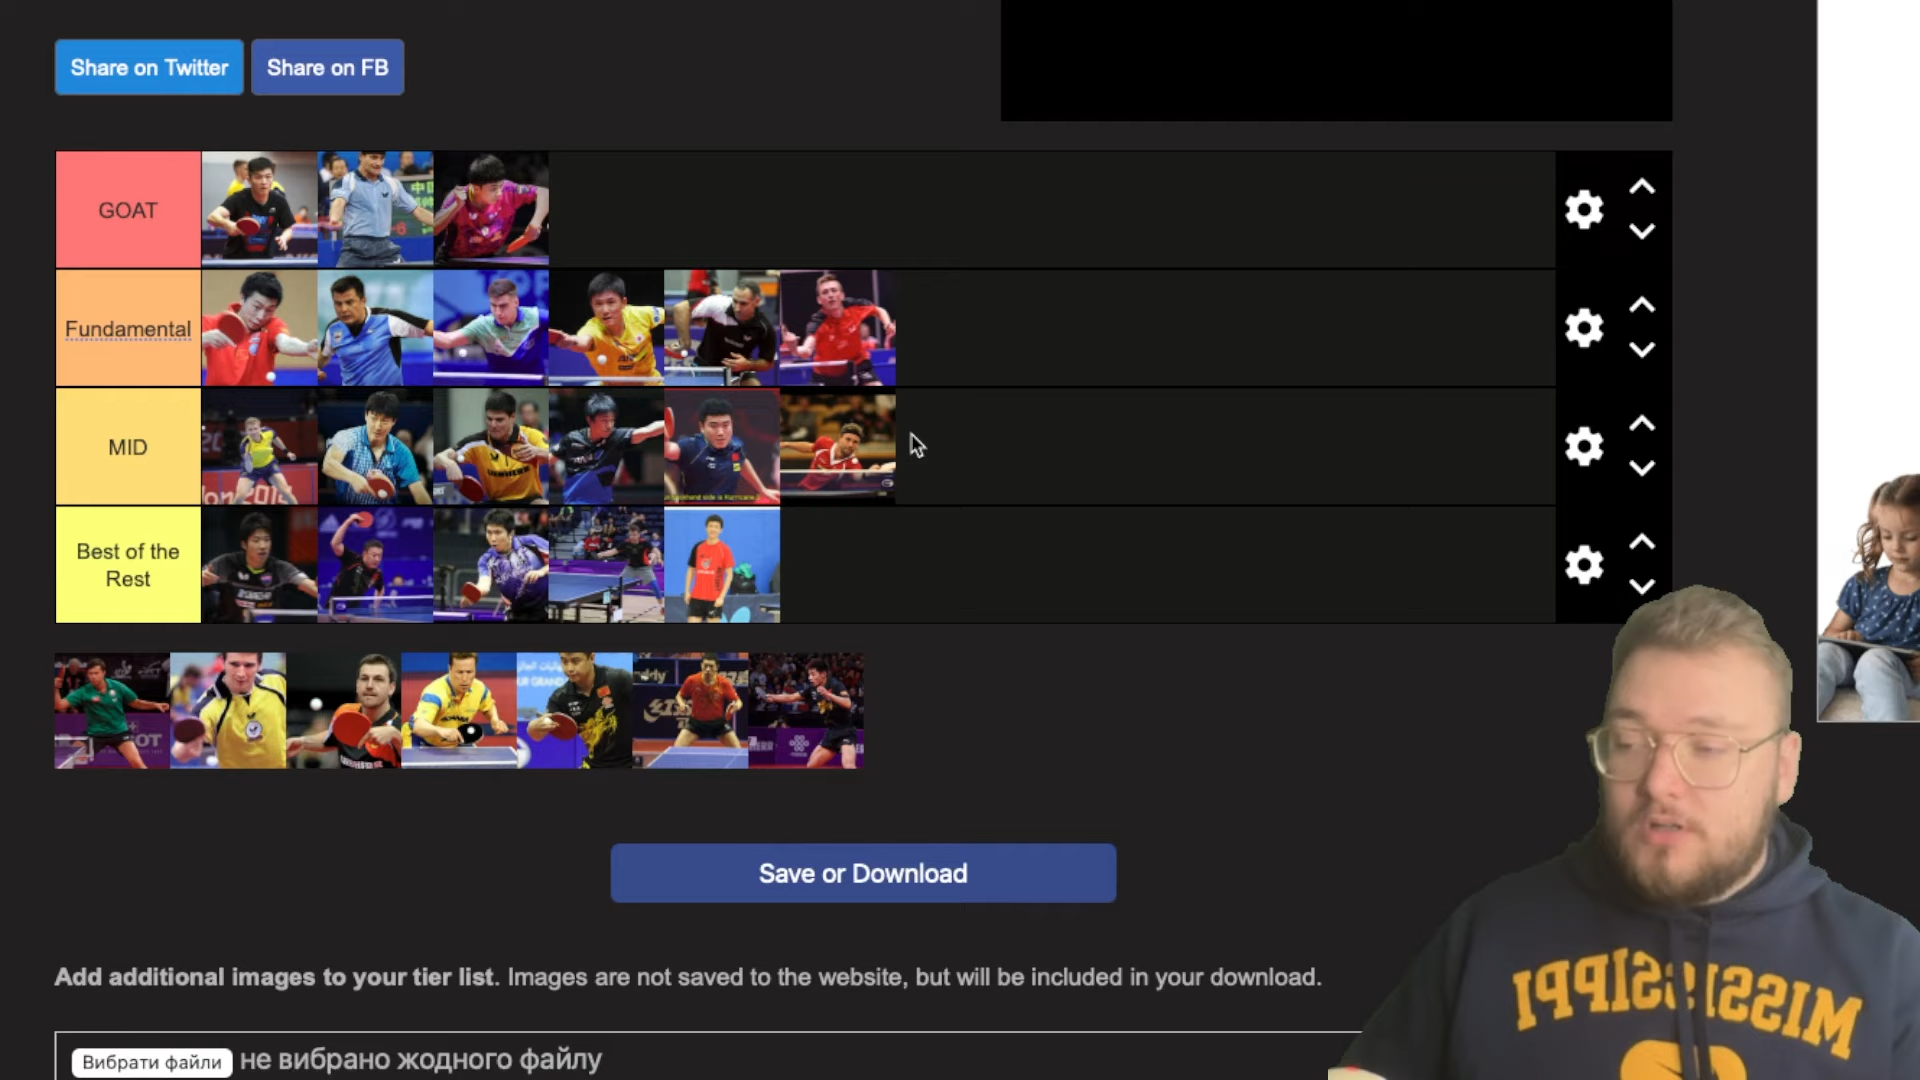 Share on Twitter
Share on FB
GOAT
Fundamental
MID
Best of the
Rest
Save or Download
Add additional images to your tier list. Images are not saved to the website, but will be included in your download.
Вибрати файли не вибрано жодного файлу
MISSISSIPPI